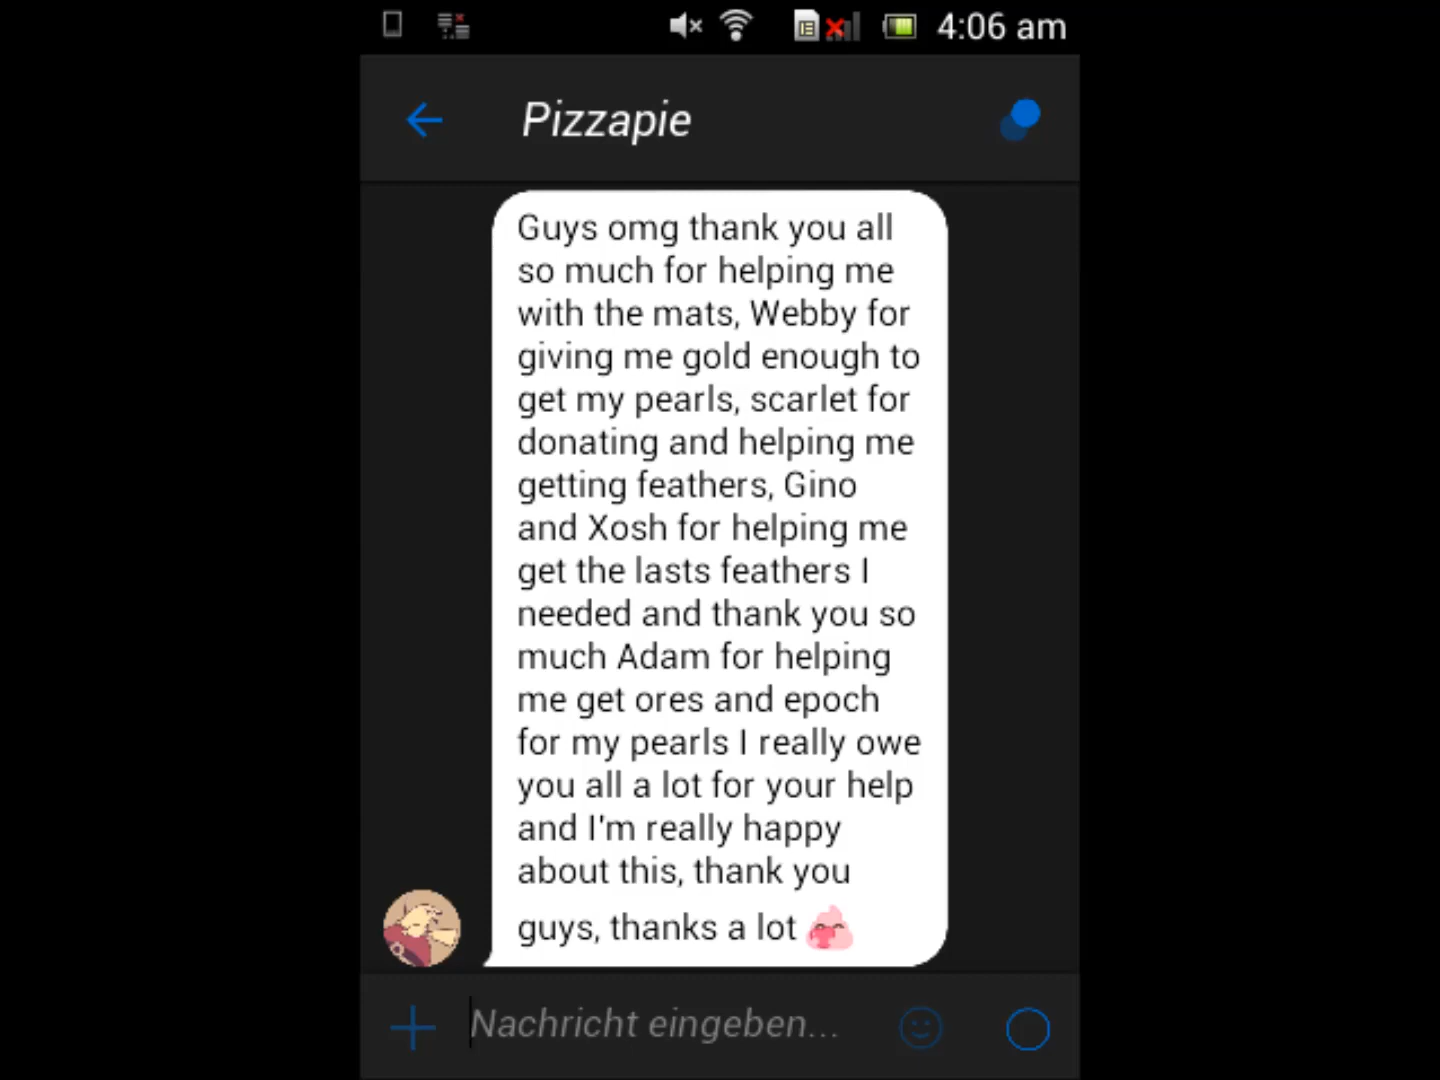 4:06 am
Pizzapie
Guys omg thank you all
so much for helping me
with the mats, Webby for
giving me gold enough to
get my pearls, scarlet for
donating and helping me
getting feathers, Gino
and Xosh for helping me
get the lasts feathers I
needed and thank you so
much Adam for helping
me get ores and epoch
for my pearls I really owe
you all a lot for your help
and I'm really happy
about this, thank you
guys, thanks a lot
Nachricht eingeben...